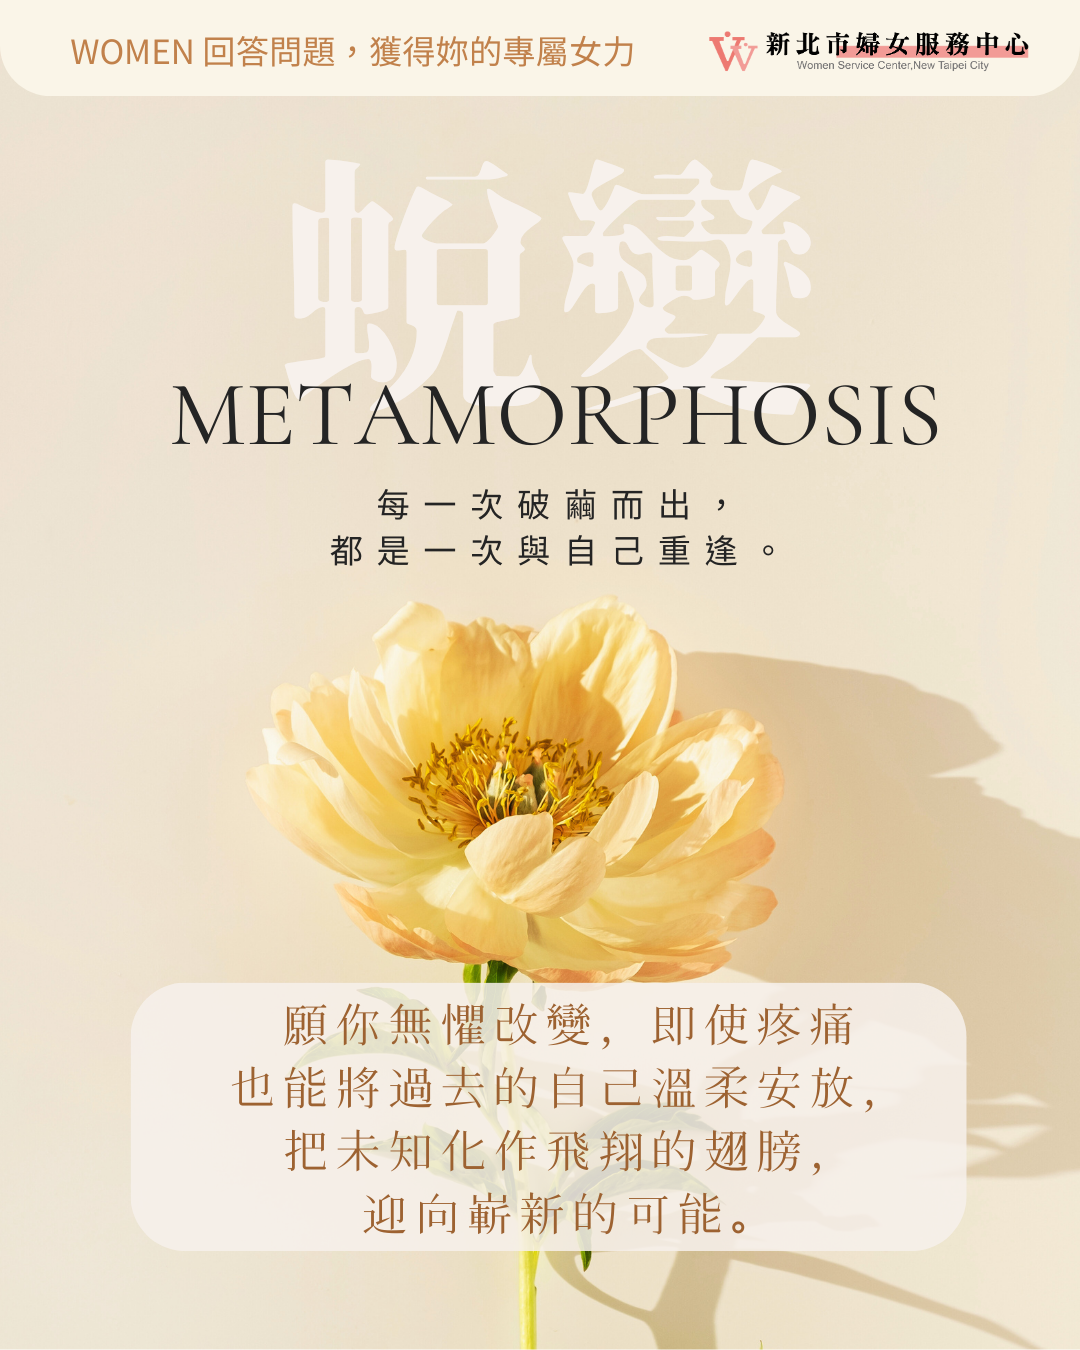 WOMEN 回答問題，獲得妳的專屬女力
新北市婦女服務中心
Women Service Center,New Taipei City
蛻變
METAMORPHOSIS
每一次破繭而出，
都是一次與自己重逢。
願你無懼改變，即使疼痛
也能將過去的自己溫柔安放，
把未知化作飛翔的翅膀，
迎向嶄新的可能。